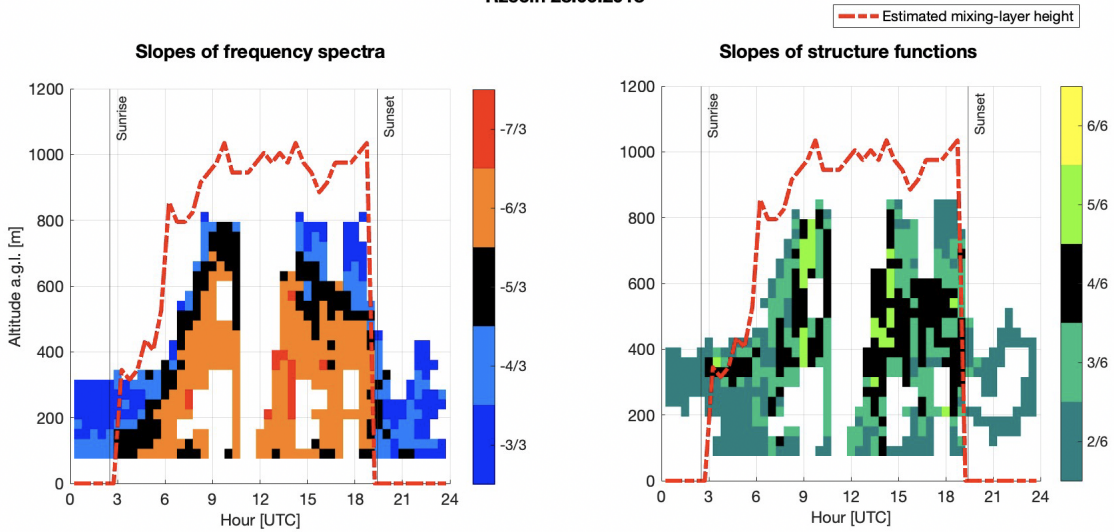 Estimated mixing-layer height
Slopes of frequency spectra
Slopes of structure functions
1200
1000
800
600
400
200
0
Altitude a.g.l. [m]
Sunrise
Sunset
0 3 6 9 12 15 18 21 24
Hour [UTC]
-7/3
-6/3
-5/3
-4/3
-3/3
1200
1000
800
600
400
200
0
Sunrise
Sunset
0 3 6 9 12 15 18 21 24
Hour [UTC]
6/6
5/6
4/6
3/6
2/6